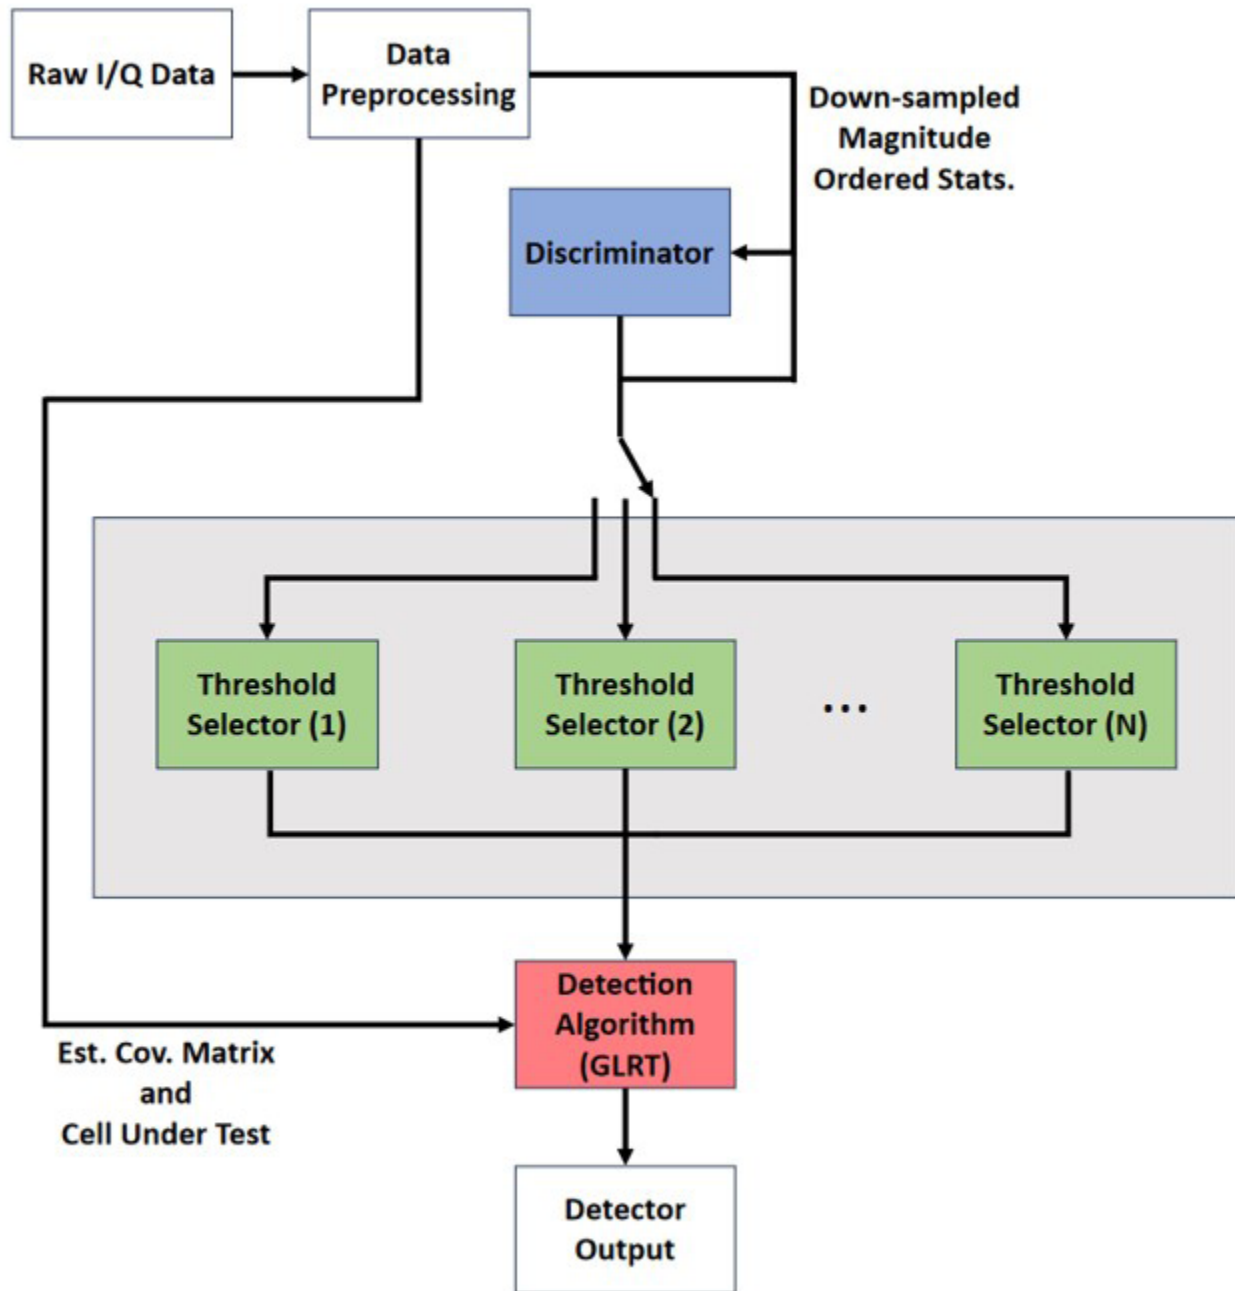 Raw I/Q Data
Data
Preprocessing
Down-sampled
Magnitude
Ordered Stats.
Discriminator
Threshold
Selector (1)
Threshold
Selector (2)
...
Threshold
Selector (N)
Detection
Algorithm
(GLRT)
Est. Cov. Matrix
and
Cell Under Test
Detector
Output